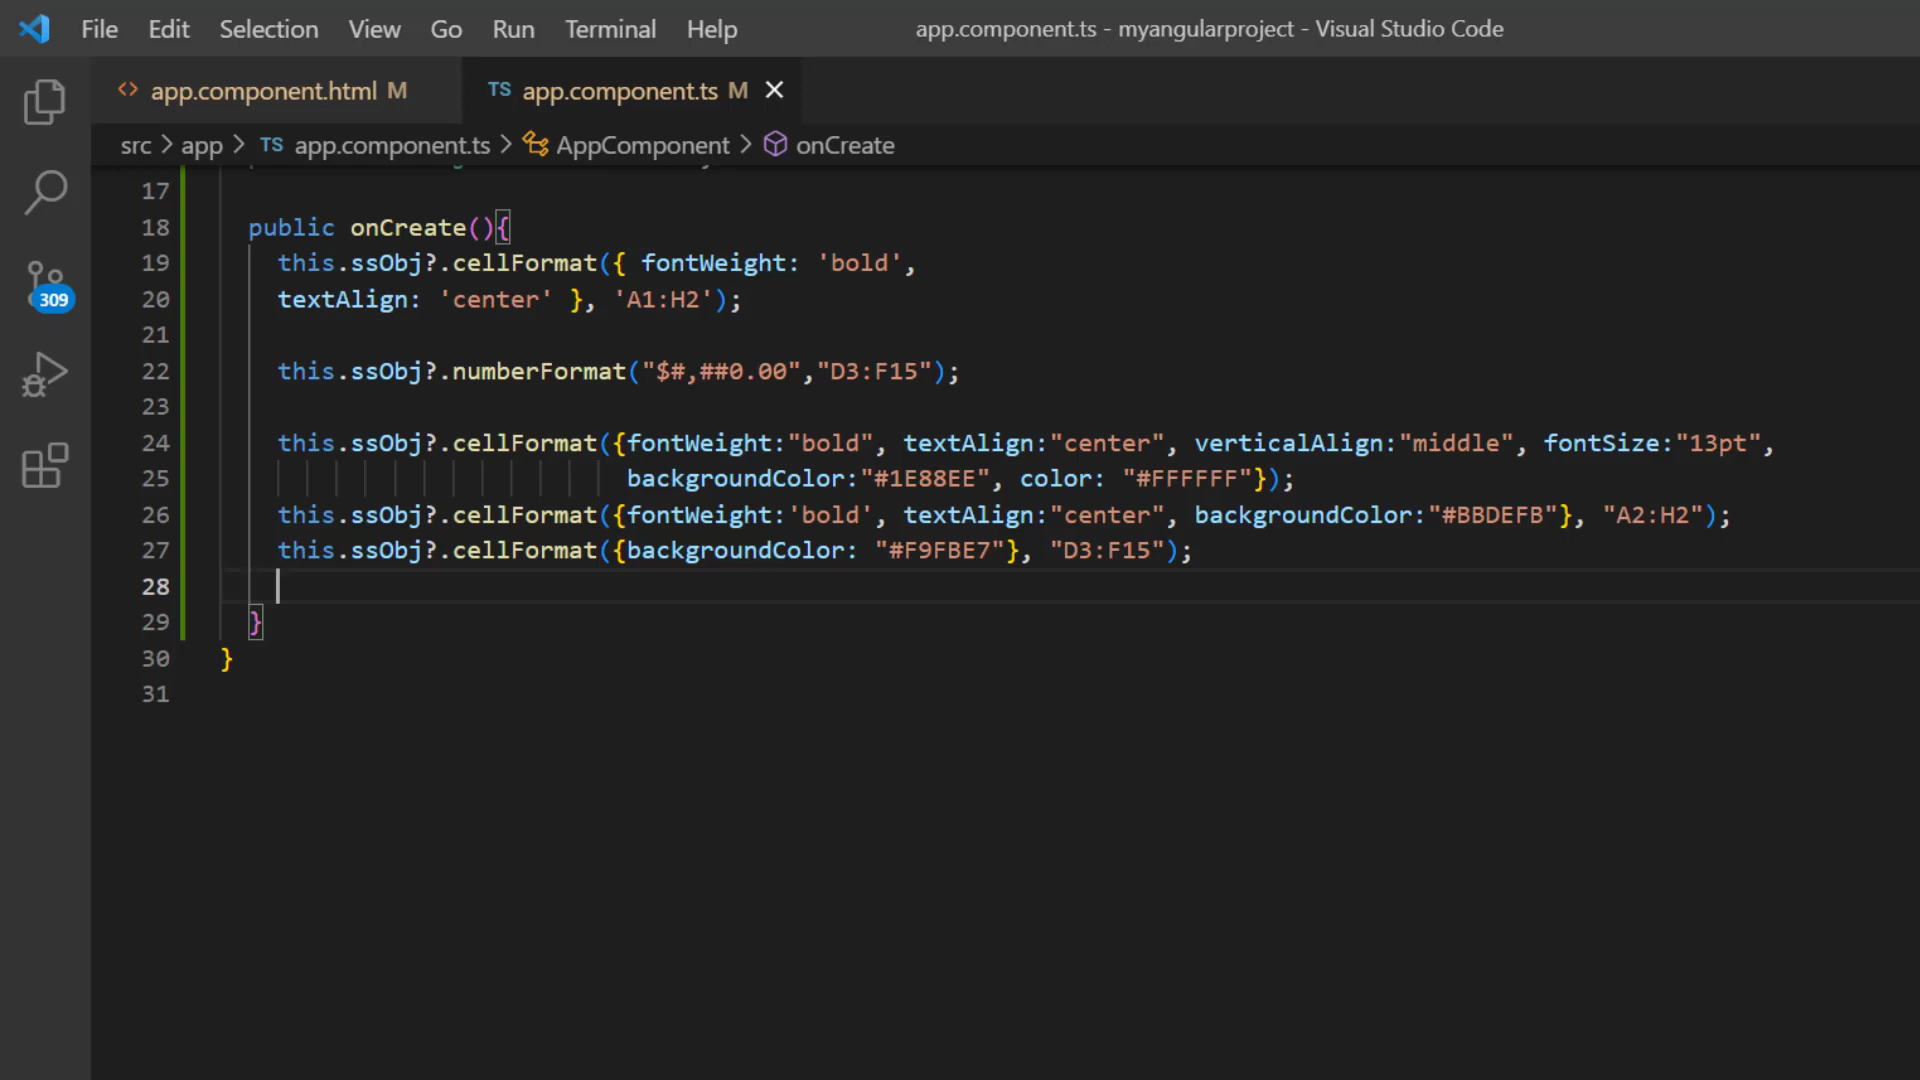 File Edit Selection View Go Run Terminal Help app.component.ts - myangularproject - Visual Studio Code
app.component.html M TS app.component.ts M
src > app > TS app.component.ts > AppComponent > onCreate
17
18 public onCreate(){
19 this.ssObj?.cellFormat({ fontWeight: 'bold',
20 textAlign: 'center' }, 'A1:H2');
21
22 this.ssObj?.numberFormat("$#,##0.00","D3:F15");
23
24 this.ssObj?.cellFormat({fontWeight:"bold", textAlign:"center", verticalAlign:"middle", fontSize:"13pt",
25 backgroundColor:"#1E88EE", color: "#FFFFFF"});
26 this.ssObj?.cellFormat({fontWeight:'bold', textAlign:"center", backgroundColor:"#BBDEFB"}, "A2:H2");
27 this.ssObj?.cellFormat({backgroundColor: "#F9FBE7"}, "D3:F15");
28
29 }
30 }
31
309